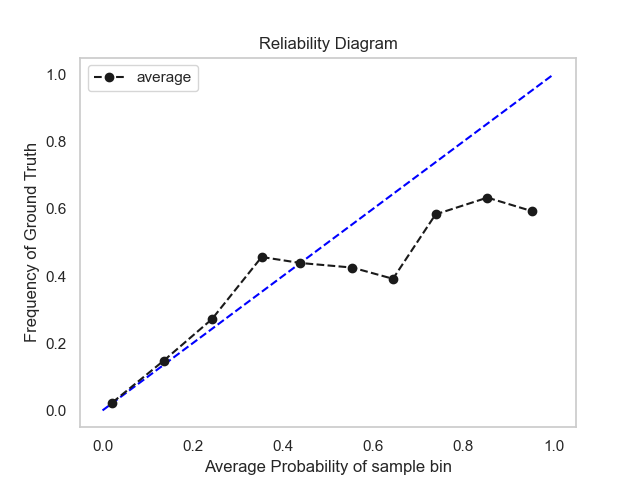 Reliability Diagram
average
Frequency of Ground Truth
1.0
0.8
0.6
0.4
0.2
0.0
0.0 0.2 0.4 0.6 0.8 1.0
Average Probability of sample bin